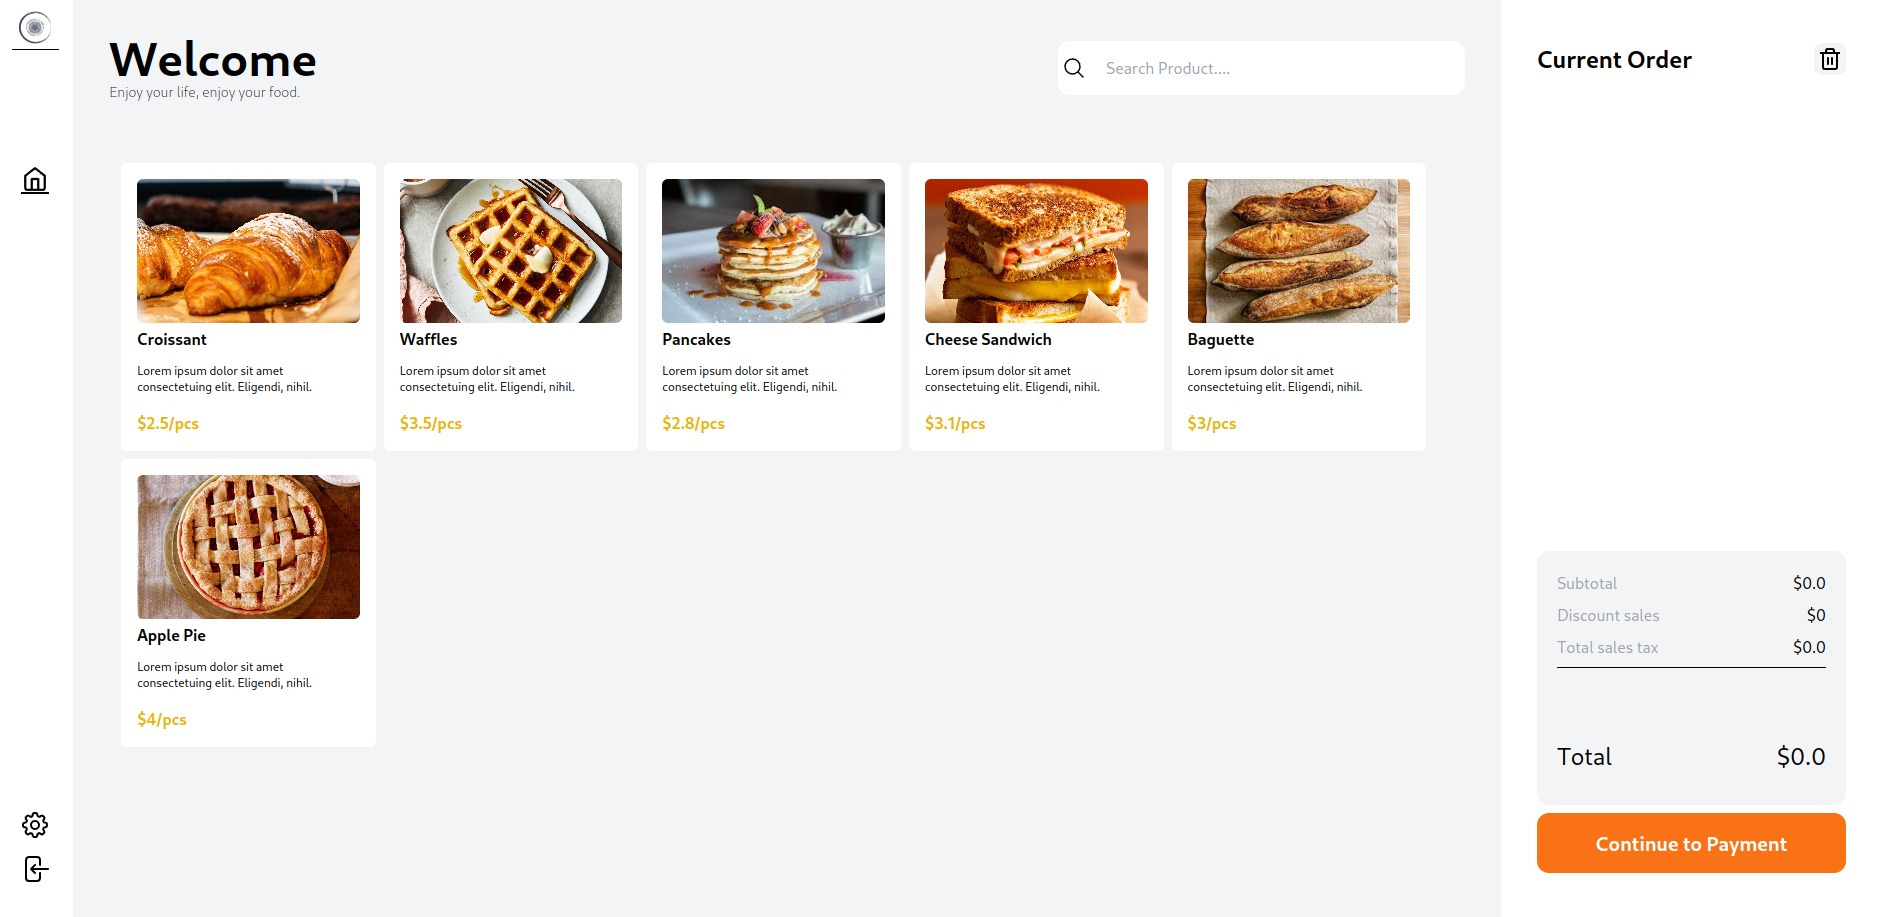 Welcome
Enjoy your life, enjoy your food.
Search Product....
Croissant
Lorem ipsum dolor sit amet
consectetuing elit. Eligendi, nihil.
$2.5/pcs
Waffles
Lorem ipsum dolor sit amet
consectetuing elit. Eligendi, nihil.
$3.5/pcs
Pancakes
Lorem ipsum dolor sit amet
consectetuing elit. Eligendi, nihil.
$2.8/pcs
Cheese Sandwich
Lorem ipsum dolor sit amet
consectetuing elit. Eligendi, nihil.
$3.1/pcs
Baguette
Lorem ipsum dolor sit amet
consectetuing elit. Eligendi, nihil.
$3/pcs
Apple Pie
Lorem ipsum dolor sit amet
consectetuing elit. Eligendi, nihil.
$4/pcs
Current Order
Subtotal $0.0
Discount sales $0
Total sales tax $0.0
Total $0.0
Continue to Payment